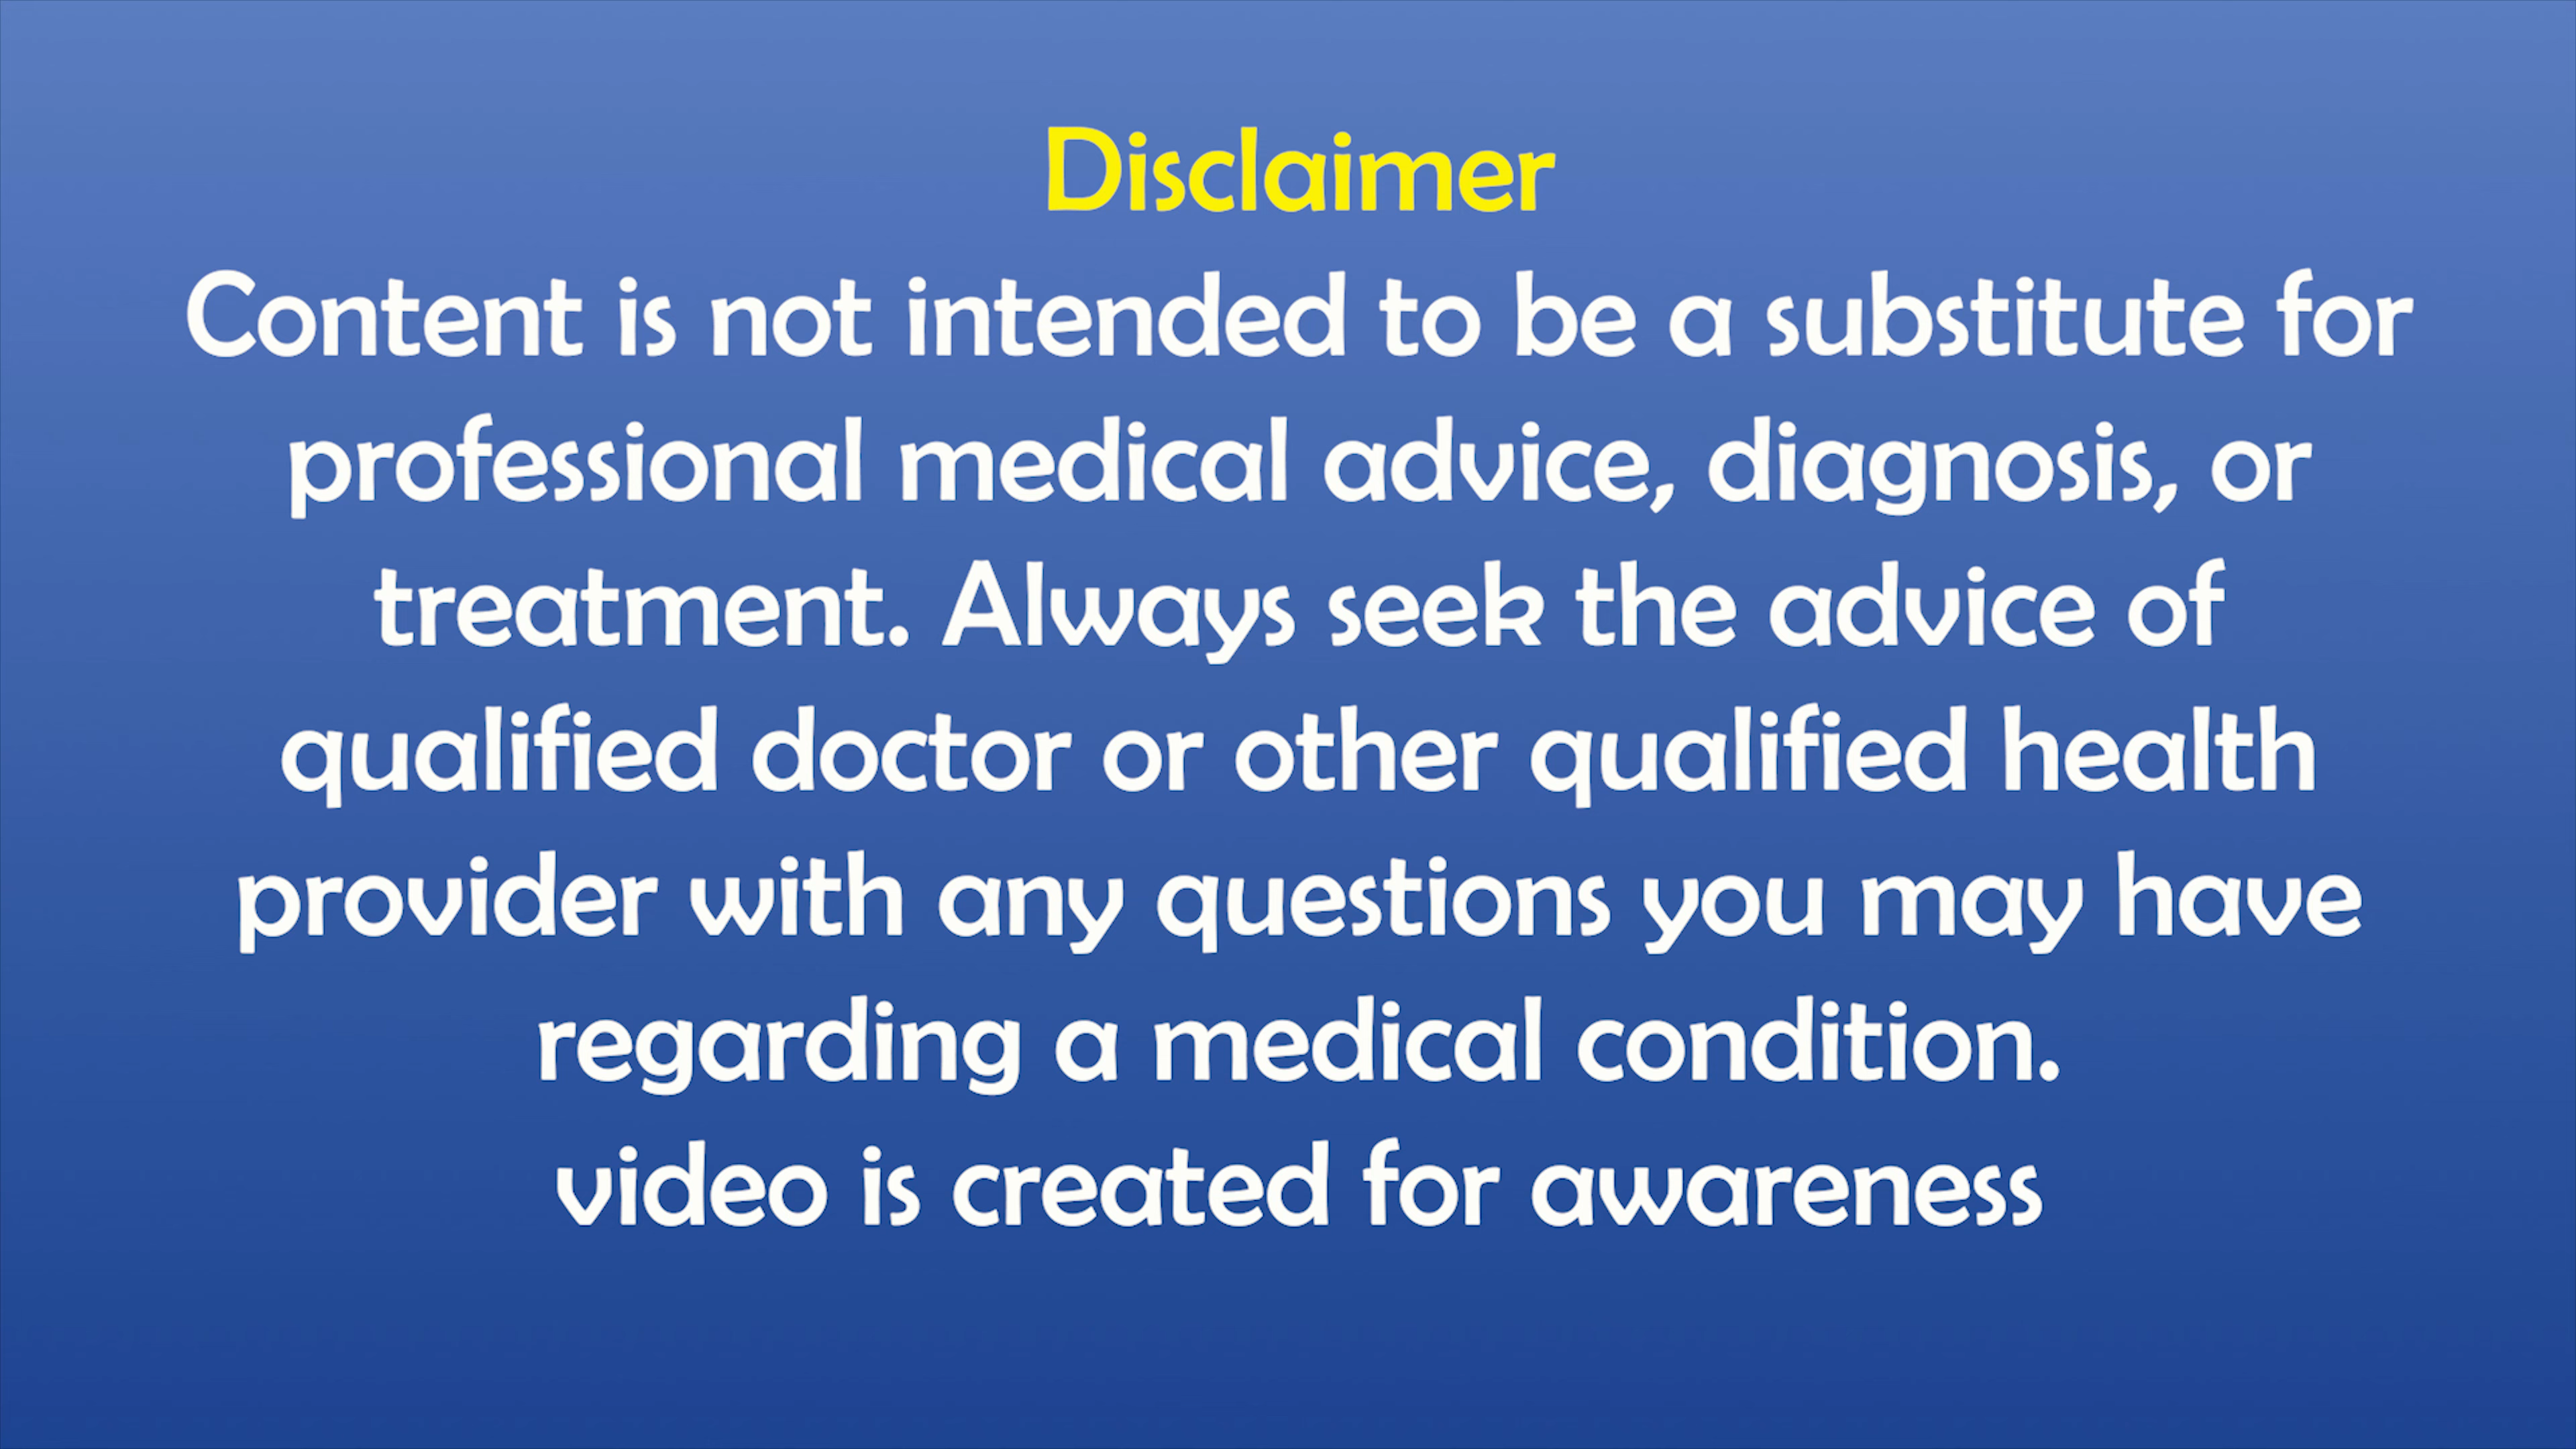 Disclaimer
Content is not intended to be a substitute for
professional medical advice, diagnosis, or
treatment. Always seek the advice of
qualified doctor or other qualified health
provider with any questions you may have
regarding a medical condition.
video is created for awareness